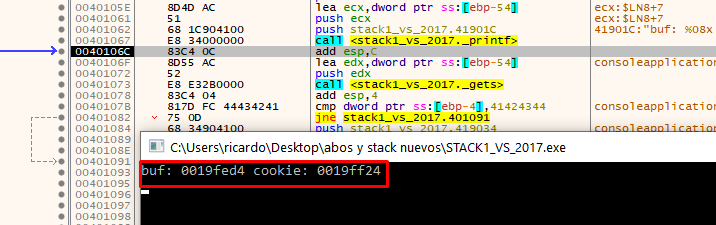 0040105E 8D4D AC lea ecx,dword ptr ss:[ebp-54] ecx:$LN8+7
00401061 51 push ecx
00401062 68 1C904100 push stack1_vs_2017.41901C 41901C:"buf: %08x
00401067 E8 34000000 call <stack1_vs_2017._printf>
0040106C 83C4 0C add esp,C
0040106F 8D55 AC lea edx,dword ptr ss:[ebp-54] consoleapplication
00401072 52 push edx
00401073 E8 E32B0000 call <stack1_vs_2017._gets>
00401078 83C4 04 add esp,4
0040107B 817D FC 44434241 cmp dword ptr ss:[ebp-4],41424344 consoleapplication
00401082 75 0D jne stack1_vs_2017.401091
00401084 68 34904100 push stack1_vs_2017.419034
00401089 C:\Users\ricardo\Desktop\abos y stack nuevos\STACK1_VS_2017.exe
0040108E
00401091 buf: 0019fed4 cookie: 0019ff24
00401093
00401095
00401096
00401097
00401098